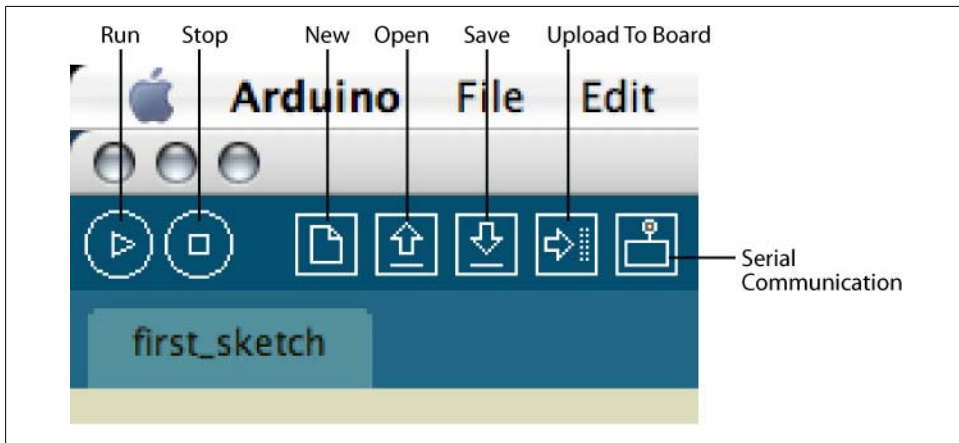 Run Stop New Open Save Upload To Board
Arduino File Edit
Serial
Communication
first_sketch